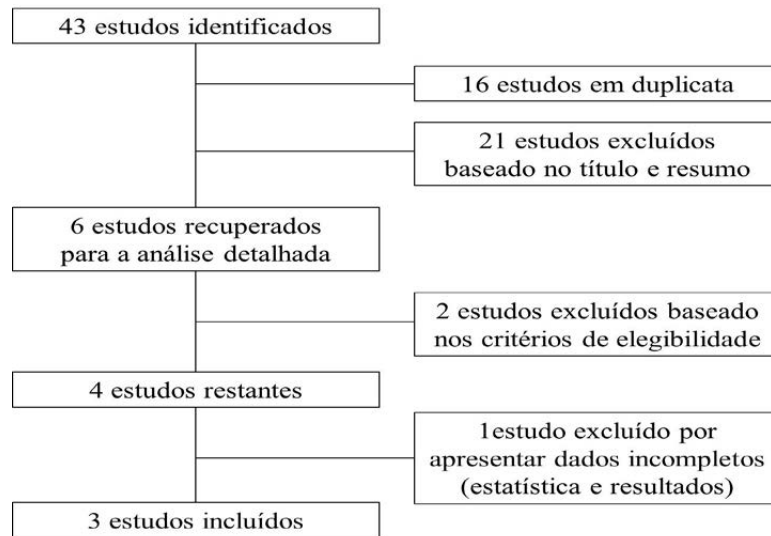 43 estudos identificados
16 estudos em duplicata
21 estudos excluídos
baseado no título e resumo
6 estudos recuperados
para a análise detalhada
2 estudos excluídos baseado
nos critérios de elegibilidade
4 estudos restantes
1estudo excluído por
apresentar dados incompletos
(estatística e resultados)
3 estudos incluídos